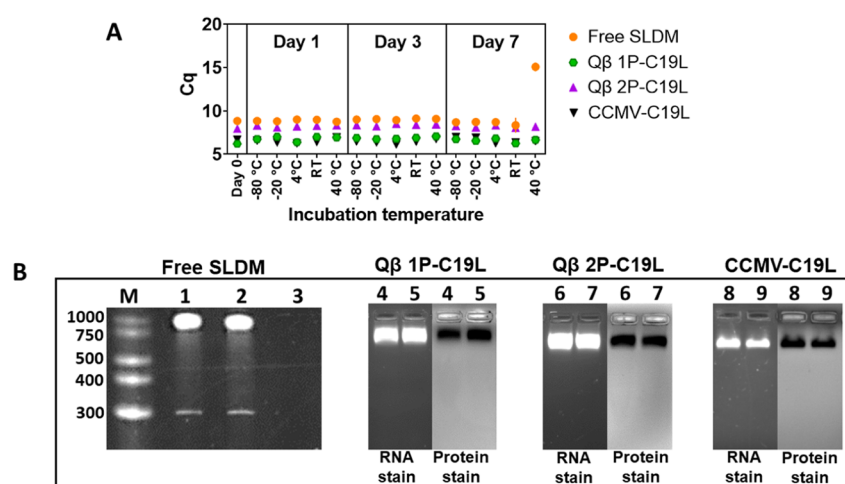 A
20
15
10
5
Cq
Day 1
Day 3
Day 7
Day 0
-80 °C
-20 °C
4°C
RT
40 °C
-80 °C
-20 °C
4°C
RT
40 °C
-80 °C
-20 °C
4°C
RT
40 °C
Incubation temperature
Free SLDM
Qβ 1P-C19L
Qβ 2P-C19L
CCMV-C19L
B
Free SLDM
Qβ 1P-C19L
Qβ 2P-C19L
CCMV-C19L
M 1 2 3
4 5 4 5
6 7 6 7
8 9 8 9
1000
750
500
400
300
RNA stain
Protein stain
RNA stain
Protein stain
RNA stain
Protein stain